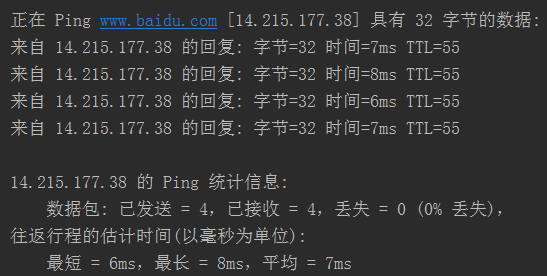 正在 Ping www.baidu.com [14.215.177.38] 具有 32 字节的数据:
来自 14.215.177.38 的回复: 字节=32 时间=7ms TTL=55
来自 14.215.177.38 的回复: 字节=32 时间=8ms TTL=55
来自 14.215.177.38 的回复: 字节=32 时间=6ms TTL=55
来自 14.215.177.38 的回复: 字节=32 时间=7ms TTL=55
14.215.177.38 的 Ping 统计信息:
数据包: 已发送 = 4，已接收 = 4，丢失 = 0 (0% 丢失)，
往返行程的估计时间(以毫秒为单位):
最短 = 6ms，最长 = 8ms，平均 = 7ms